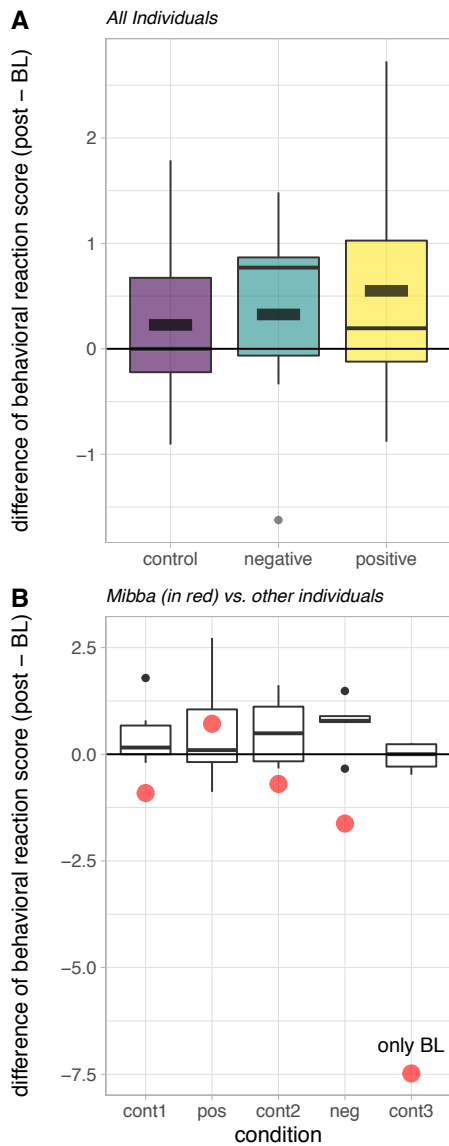 A
All Individuals
difference of behavioral reaction score (post − BL)
2
1
0
−1
control negative positive
B
Mibba (in red) vs. other individuals
difference of behavioral reaction score (post − BL)
2.5
0.0
−2.5
−5.0
−7.5
only BL
cont1 pos cont2 neg cont3
condition